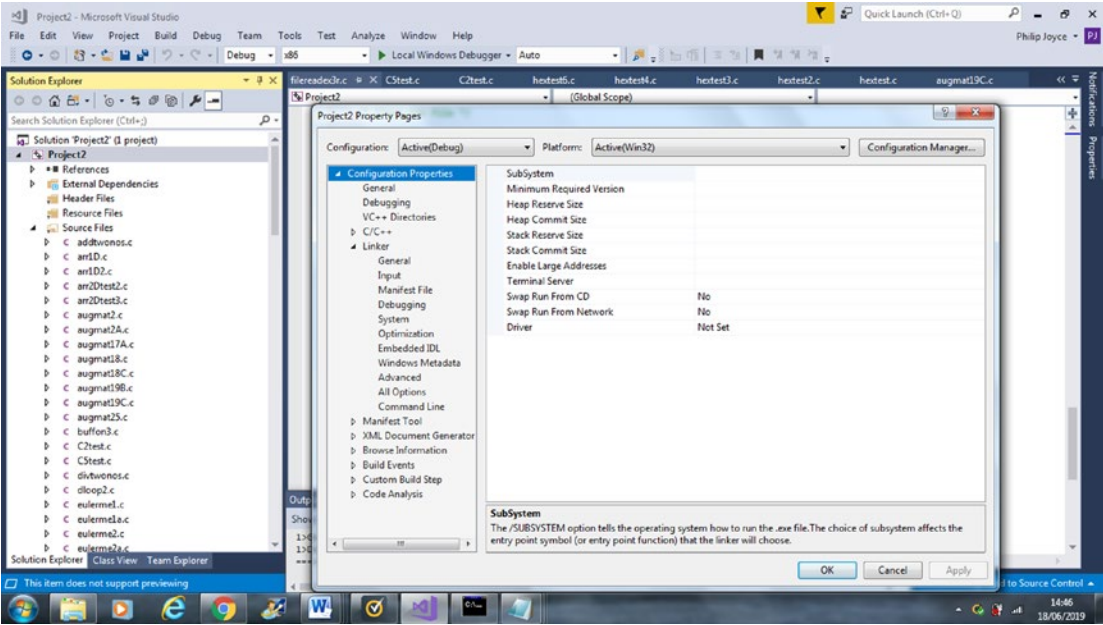 Project2 - Microsoft Visual Studio
Quick Launch (Ctrl+Q)
File Edit View Project Build Debug Team Tools Test Analyze Window Help
Philip Joyce PJ
Debug x86 Local Windows Debugger Auto
Solution Explorer
Search Solution Explorer (Ctrl+;)
Solution 'Project2' (1 project)
Project2
References
External Dependencies
Header Files
Resource Files
Source Files
addtwonos.c
arr1D.c
arr1D2.c
arr2Dtest2.c
arr2Dtest3.c
augmat2.c
augmat2A.c
augmat17A.c
augmat18.c
augmat18C.c
augmat19B.c
augmat19C.c
augmat25.c
buffon3.c
C2test.c
C5test.c
divtwonos.c
dloop2.c
eulerme1.c
eulerme1a.c
eulerme2.c
eulerme2a.c
Solution Explorer Class View Team Explorer
filereadex3r.c C5test.c C2test.c hextest6.c hextest4.c hextest3.c hextest2.c hextest.c augmat19C.c
Project2 (Global Scope)
Notifications
Properties
Project2 Property Pages
Configuration: Active(Debug) Platform: Active(Win32) Configuration Manager...
Configuration Properties
General
Debugging
VC++ Directories
C/C++
Linker
General
Input
Manifest File
Debugging
System
Optimization
Embedded IDL
Windows Metadata
Advanced
All Options
Command Line
Manifest Tool
XML Document Generator
Browse Information
Build Events
Custom Build Step
Code Analysis
SubSystem
Minimum Required Version
Heap Reserve Size
Heap Commit Size
Stack Reserve Size
Stack Commit Size
Enable Large Addresses
Terminal Server
Swap Run From CD No
Swap Run From Network No
Driver Not Set
SubSystem
The /SUBSYSTEM option tells the operating system how to run the .exe file.The choice of subsystem affects the
entry point symbol (or entry point function) that the linker will choose.
OK Cancel Apply
Outp
Show
This item does not support previewing
d to Source Control
14:46
18/06/2019